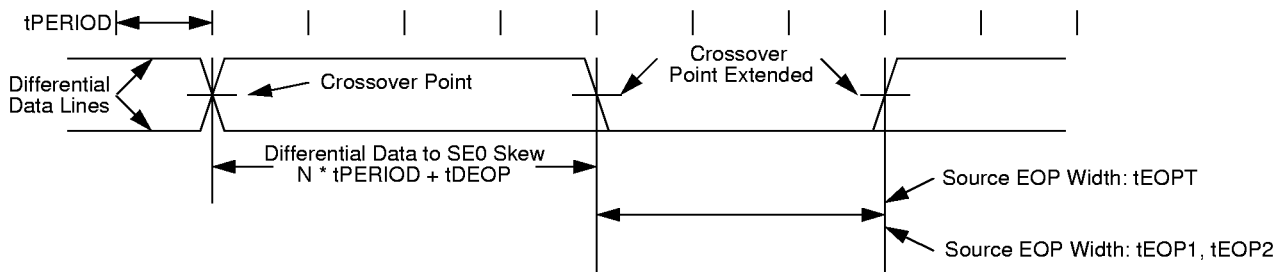 tPERIOD
Differential
Data Lines
Crossover Point
Crossover
Point Extended
Differential Data to SE0 Skew
N * tPERIOD + tDEOP
Source EOP Width: tEOPT
Source EOP Width: tEOP1, tEOP2